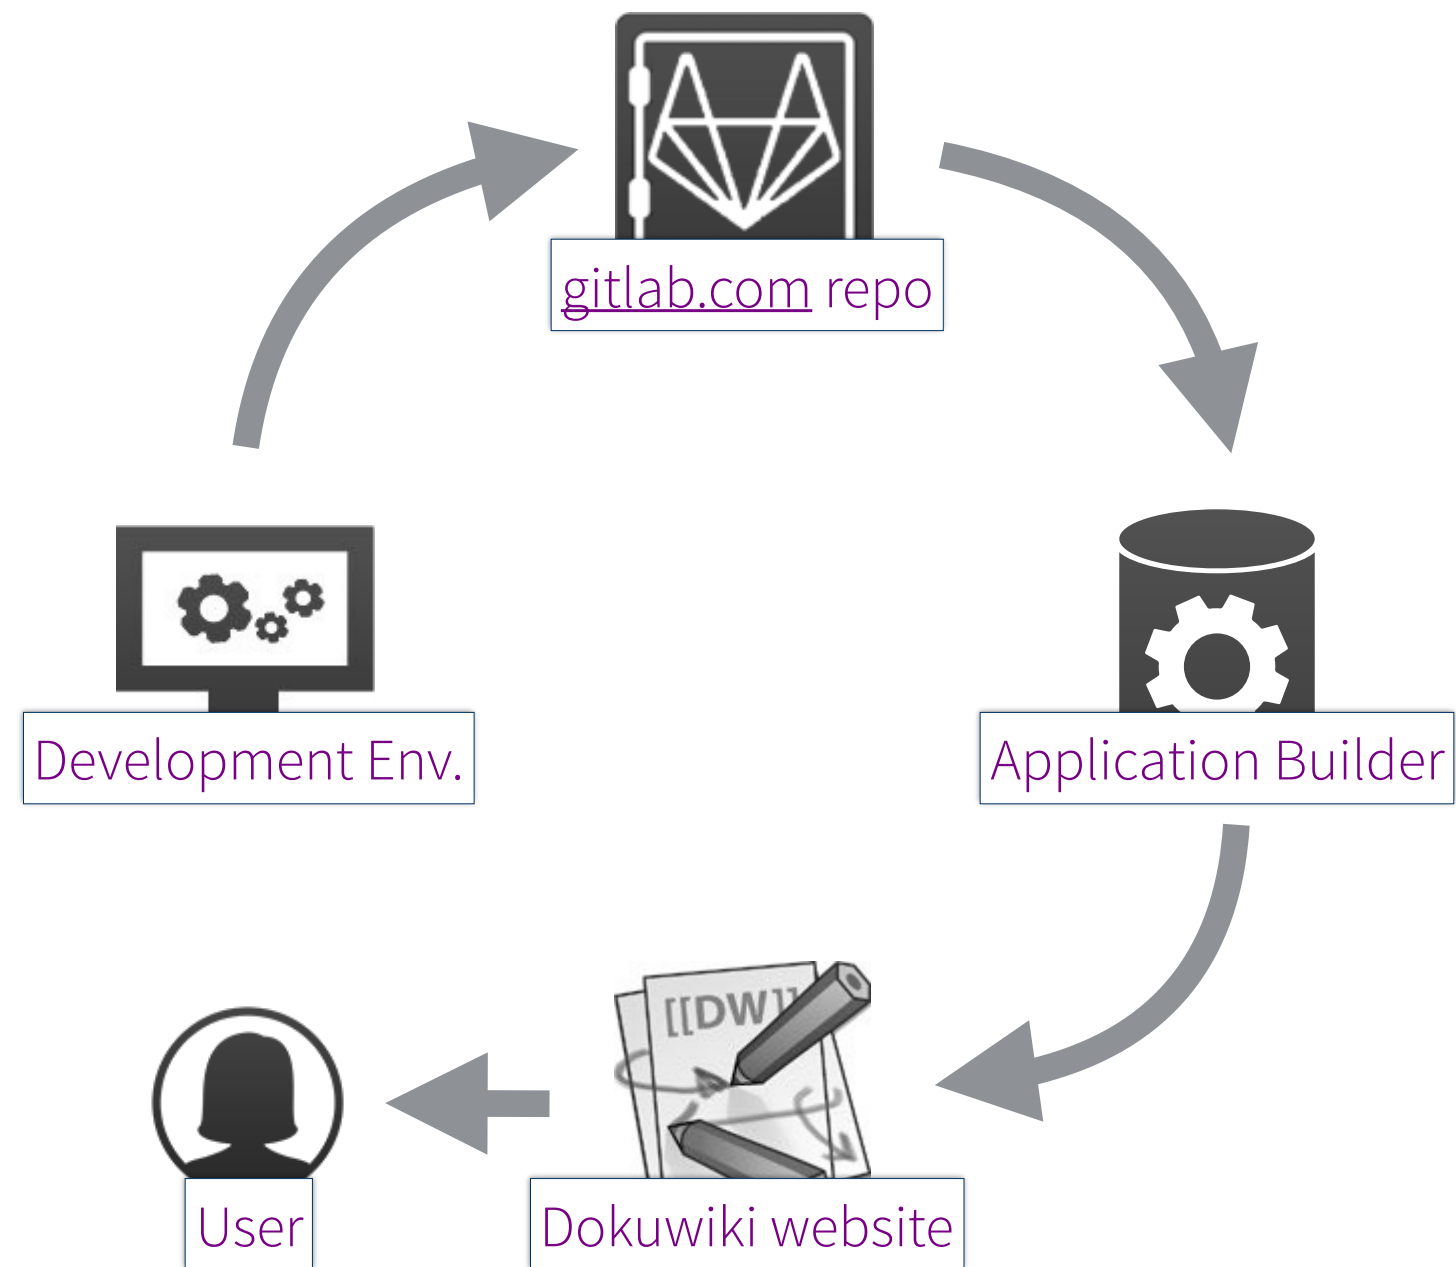 gitlab.com repo
Development Env.
Application Builder
[[DW]]
User
Dokuwiki website